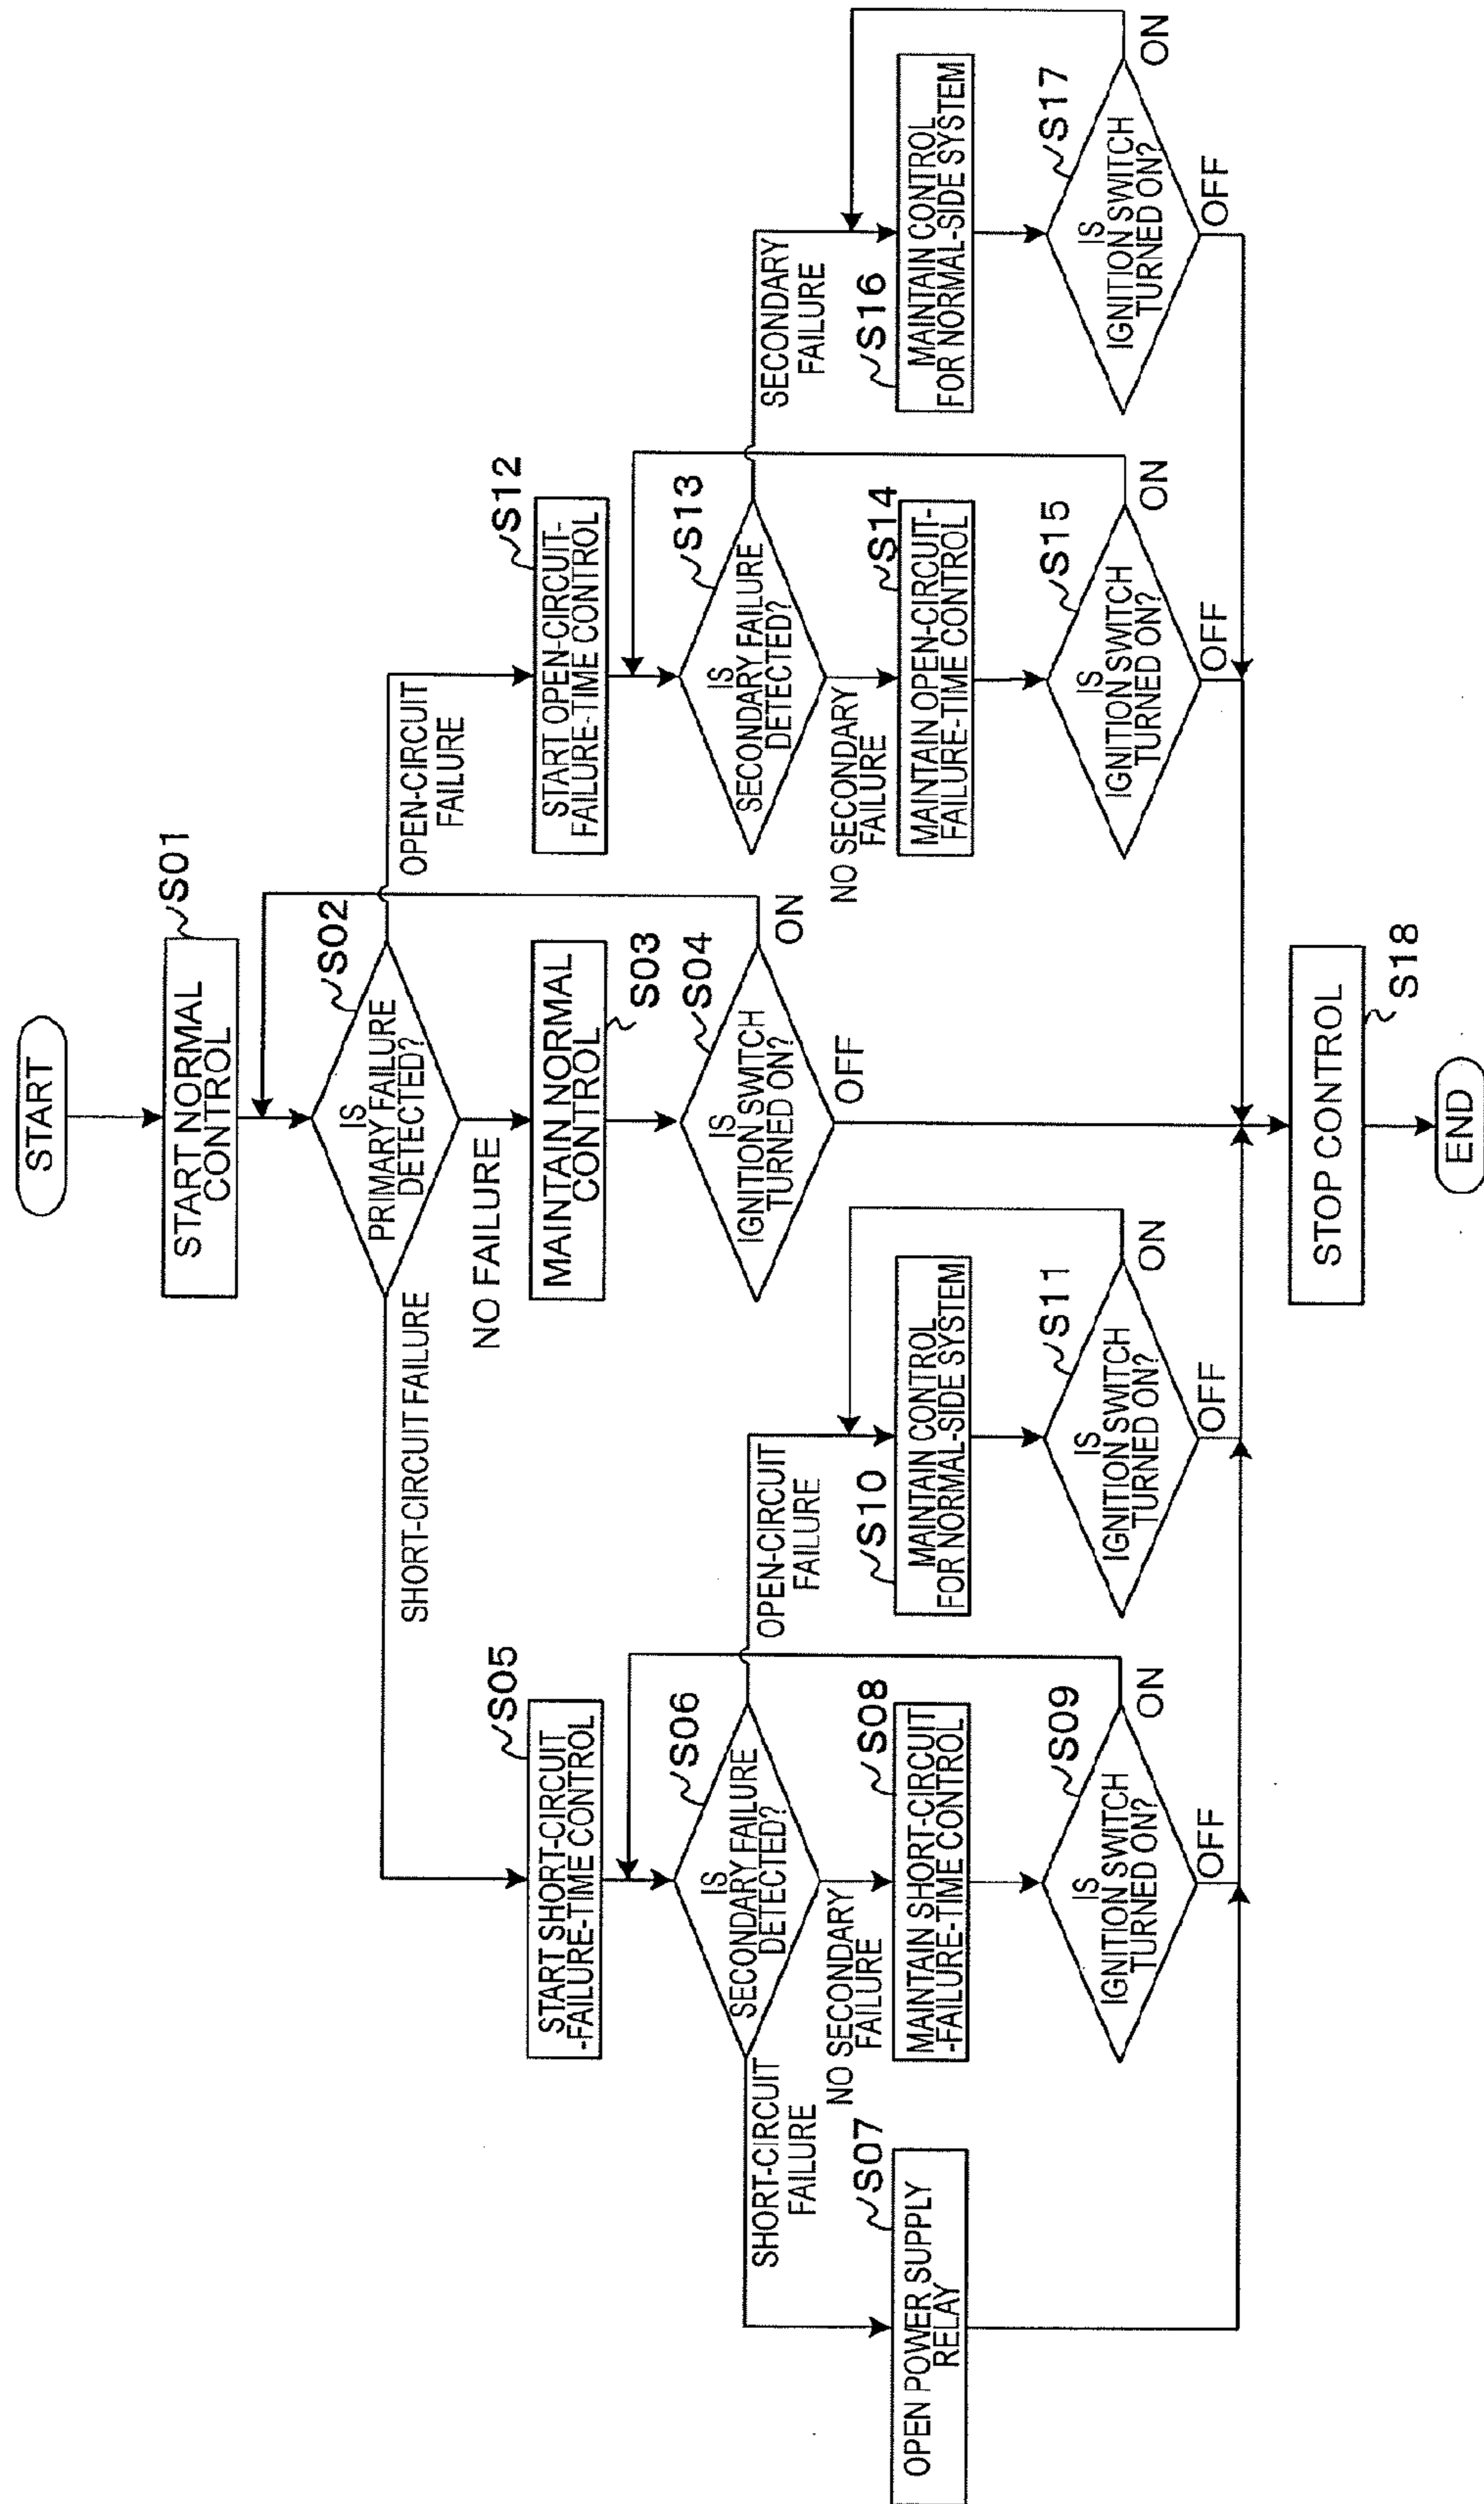 START
START NORMAL
CONTROL
S01
IS
PRIMARY FAILURE
DETECTED?
S02
SHORT-CIRCUIT FAILURE
NO FAILURE
OPEN-CIRCUIT
FAILURE
MAINTAIN NORMAL
CONTROL
S03
IS
IGNITION SWITCH
TURNED ON?
S04
ON
OFF
START SHORT-CIRCUIT
-FAILURE-TIME CONTROL
S05
IS
SECONDARY FAILURE
DETECTED?
S06
SHORT-CIRCUIT
FAILURE
NO SECONDARY
FAILURE
OPEN-CIRCUIT
FAILURE
OPEN POWER SUPPLY
RELAY
S07
MAINTAIN SHORT-CIRCUIT
-FAILURE-TIME CONTROL
S08
IS
IGNITION SWITCH
TURNED ON?
S09
ON
OFF
MAINTAIN CONTROL
FOR NORMAL-SIDE SYSTEM
S10
IS
IGNITION SWITCH
TURNED ON?
S11
ON
OFF
START OPEN-CIRCUIT-
FAILURE-TIME CONTROL
S12
IS
SECONDARY FAILURE
DETECTED?
S13
NO SECONDARY
FAILURE
SECONDARY
FAILURE
MAINTAIN OPEN-CIRCUIT-
FAILURE-TIME CONTROL
S14
IS
IGNITION SWITCH
TURNED ON?
S15
ON
OFF
MAINTAIN CONTROL
FOR NORMAL-SIDE SYSTEM
S16
IS
IGNITION SWITCH
TURNED ON?
S17
ON
OFF
STOP CONTROL
S18
END